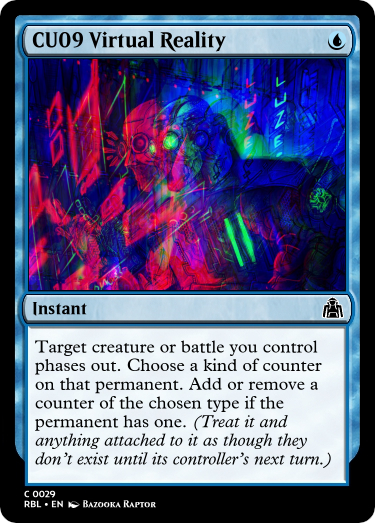 CU09 Virtual Reality
Instant
Target creature or battle you control
phases out. Choose a kind of counter
on that permanent. Add or remove a
counter of the chosen type if the
permanent has one. (Treat it and
anything attached to it as though they
don't exist until its controller's next turn.)
C 0029
RBL • EN Bazooka Raptor